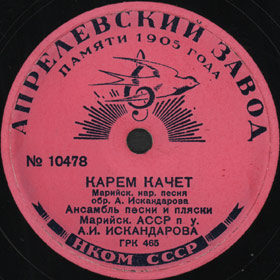 АПРЕЛЕВСКИЙ ЗАВОД
ПАМЯТИ 1905 ГОДА
№ 10478
КАРЕМ КАЧЕТ
Марийск. нар. песня
обр. А. Искандарова
Ансамбль песни и пляски
Марийск. АССР п/у.
А.И. ИСКАНДАРОВА
ГРК 465
НКОМ СССР